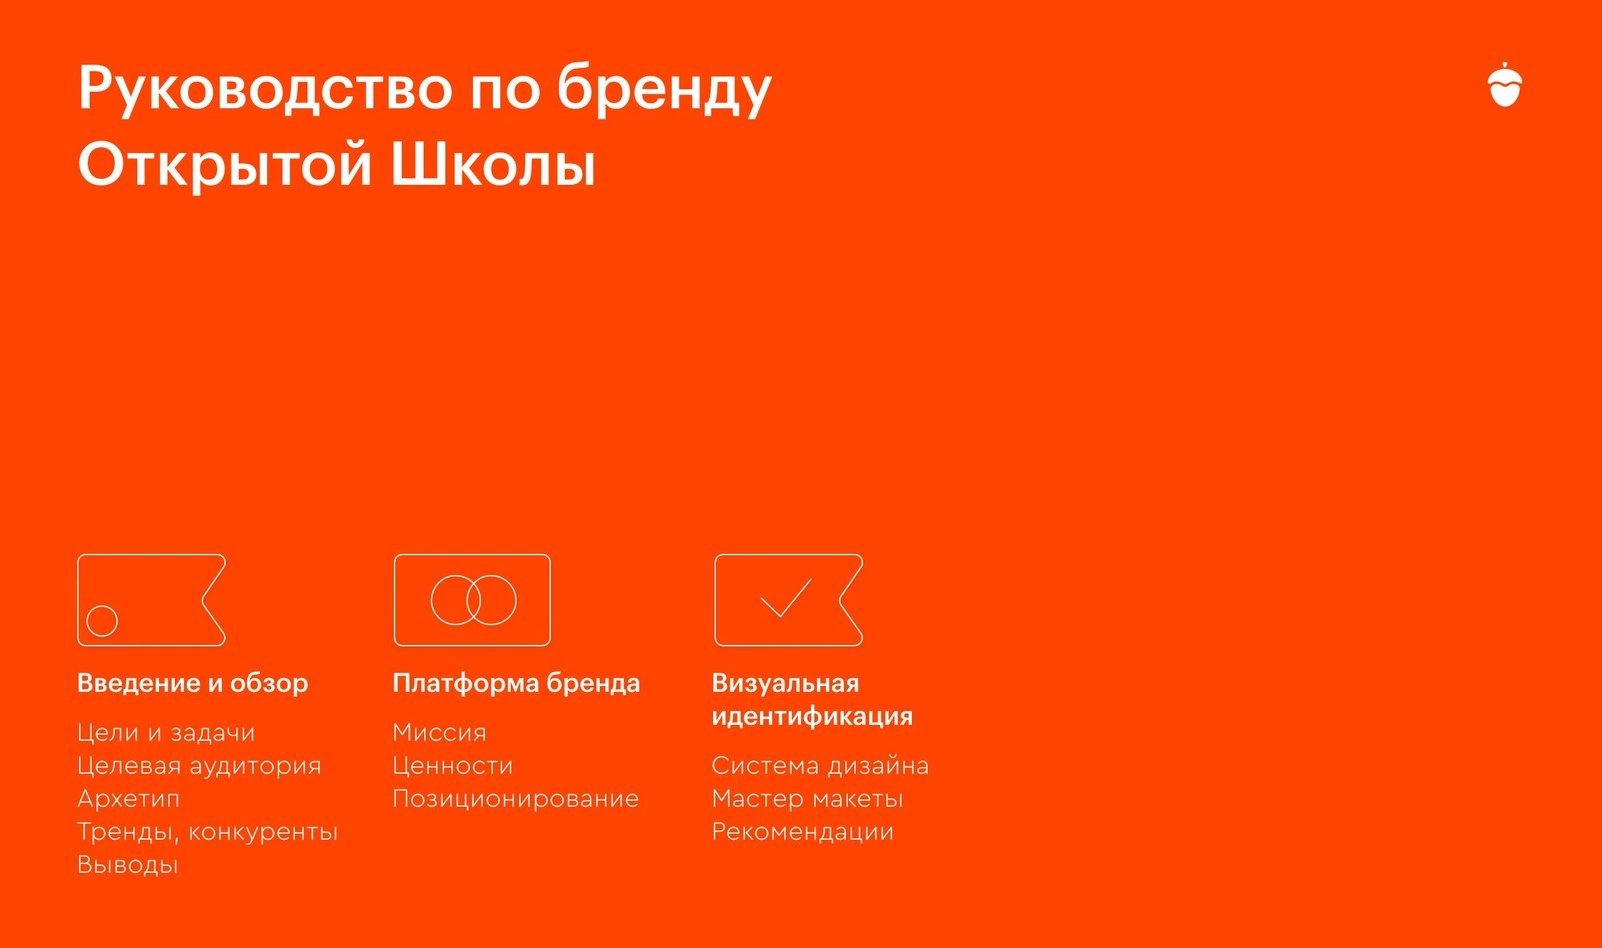 Руководство по бренду
Открытой Школы
Введение и обзор
Цели и задачи
Целевая аудитория
Архетип
Тренды, конкуренты
Выводы
Платформа бренда
Миссия
Ценности
Позиционирование
Визуальная
идентификация
Система дизайна
Мастер макеты
Рекомендации